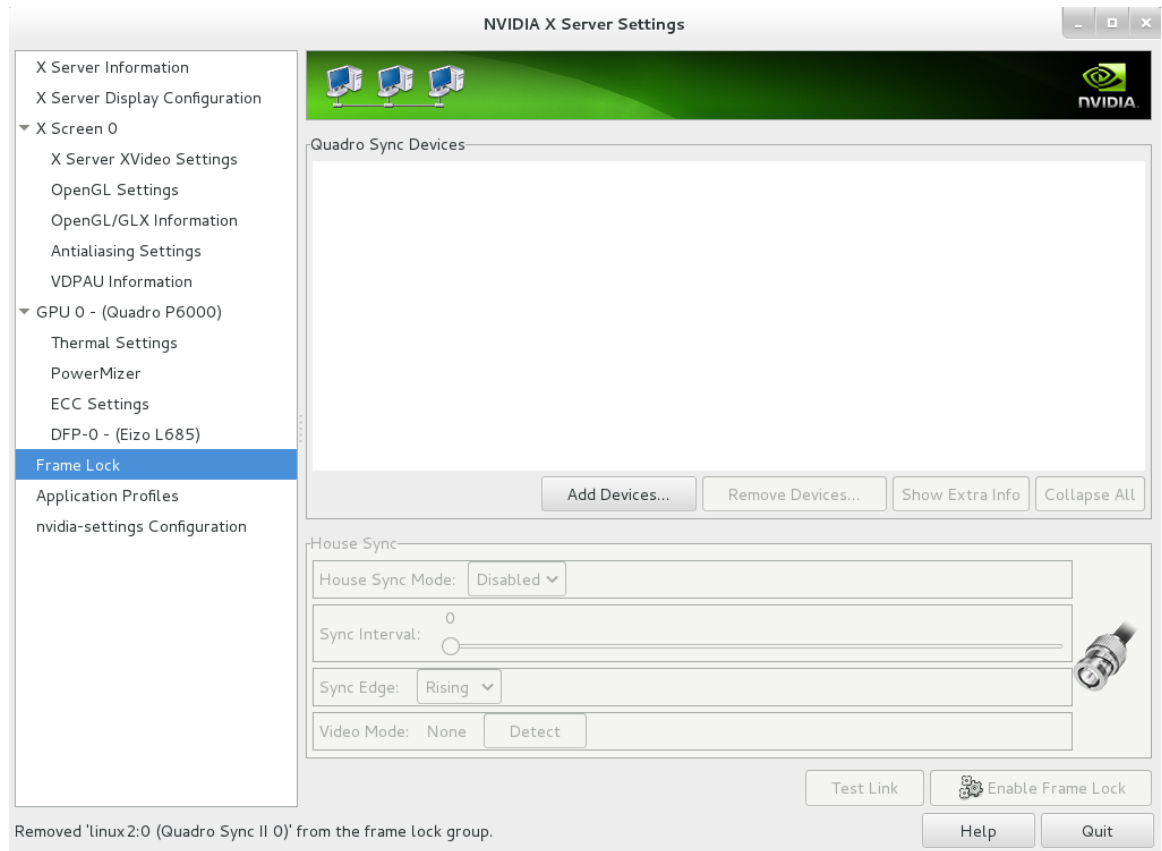 NVIDIA X Server Settings
X Server Information
X Server Display Configuration
X Screen 0
X Server XVideo Settings
OpenGL Settings
OpenGL/GLX Information
Antialiasing Settings
VDPAU Information
GPU 0 - (Quadro P6000)
Thermal Settings
PowerMizer
ECC Settings
DFP-0 - (Eizo L685)
Frame Lock
Application Profiles
nvidia-settings Configuration
NVIDIA.
Quadro Sync Devices
Add Devices... Remove Devices... Show Extra Info Collapse All
House Sync
House Sync Mode: Disabled
0
Sync Interval:
Sync Edge: Rising
Video Mode: None Detect
Test Link Enable Frame Lock
Removed 'linux2:0 (Quadro Sync II 0)' from the frame lock group.
Help Quit